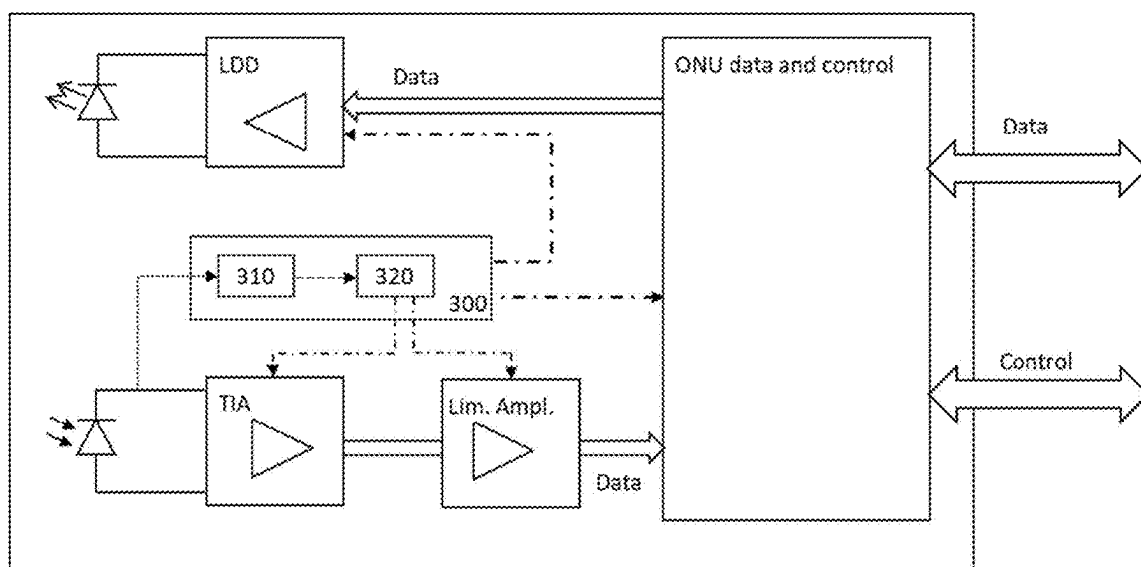 LDD
Data
ONU data and control
Data
310
320
300
Control
TIA
Lim. Ampl.
Data